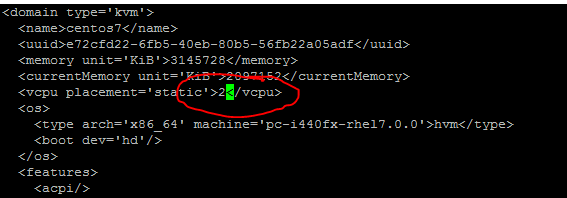 <domain type='kvm'>
<name>centos7</name>
<uuid>e72cfd22-6fb5-40eb-80b5-56fb22a05adf</uuid>
<memory unit='KiB'>3145728</memory>
<currentMemory unit='KiB'>2097152</currentMemory>
<vcpu placement='static'>2</vcpu>
<os>
<type arch='x86_64' machine='pc-i440fx-rhel7.0.0'>hvm</type>
<boot dev='hd'/>
</os>
<features>
<acpi/>